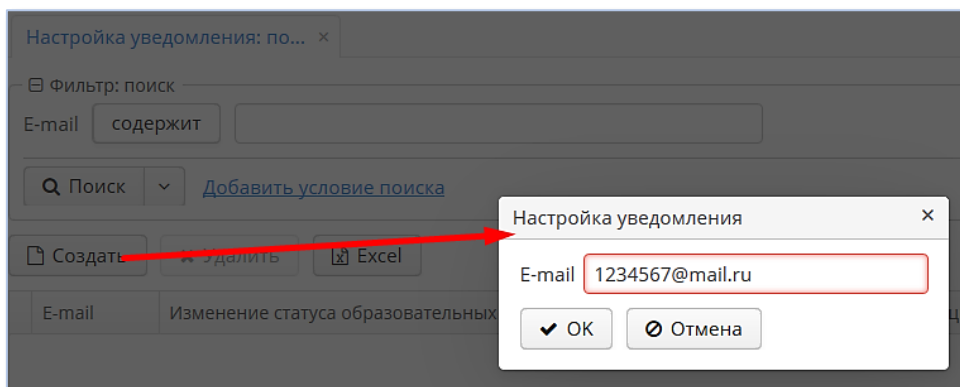 Настройка уведомления: по... ×
Фильтр: поиск
E-mail содержит
Поиск Добавить условие поиска
Настройка уведомления ×
Создать Удалить Excel
E-mail 1234567@mail.ru
E-mail Изменение статуса образовательных
ОК Отмена